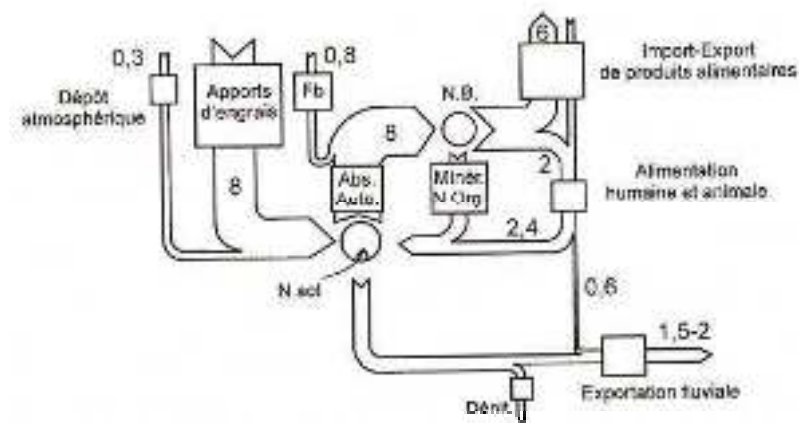 0,3
Dépôt
atmosphérique
Apports
d'engrais
8
0,8
Fb
Abs.
Auto.
8
N.B.
Minér.
N Org.
6
Import-Export
de produits alimentaires
2
Alimentation
humaine et animale
2,4
N sol
0,6
1,5-2
Exportation fluviale
Dénit.